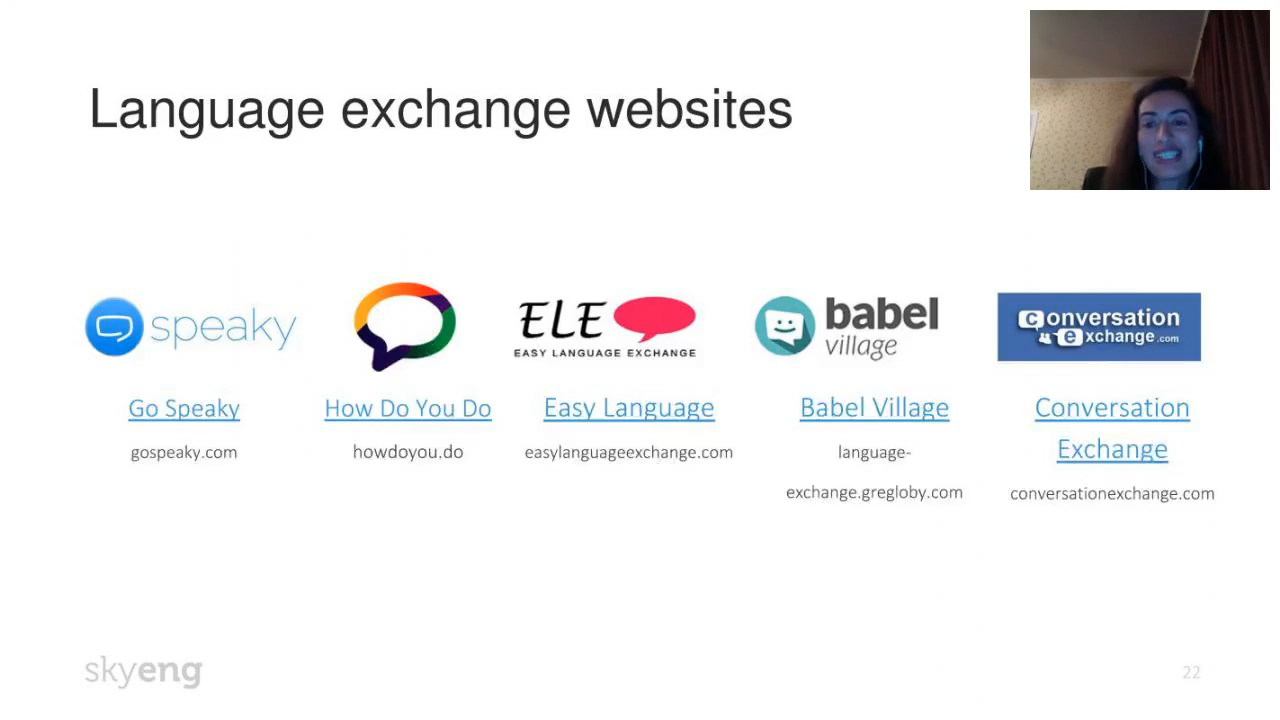 Language exchange websites
speaky
ELE
EASY LANGUAGE EXCHANGE
babel
village
conversation
exchange.com
Go Speaky
gospeaky.com
How Do You Do
howdoyou.do
Easy Language
easylanguageexchange.com
Babel Village
language-
exchange.gregloby.com
Conversation
Exchange
conversationexchange.com
skyeng
22